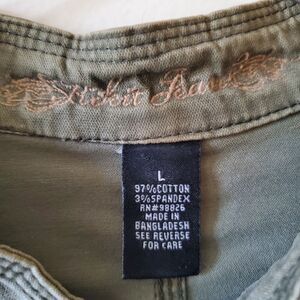 L
97%COTTON
3%SPANDEX
RN#98826
MADE IN
BANGLADESH
SEE REVERSE
FOR CARE